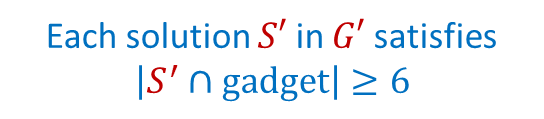 Each solution S′ in G′ satisfies
|S′ ∩ gadget| ≥ 6